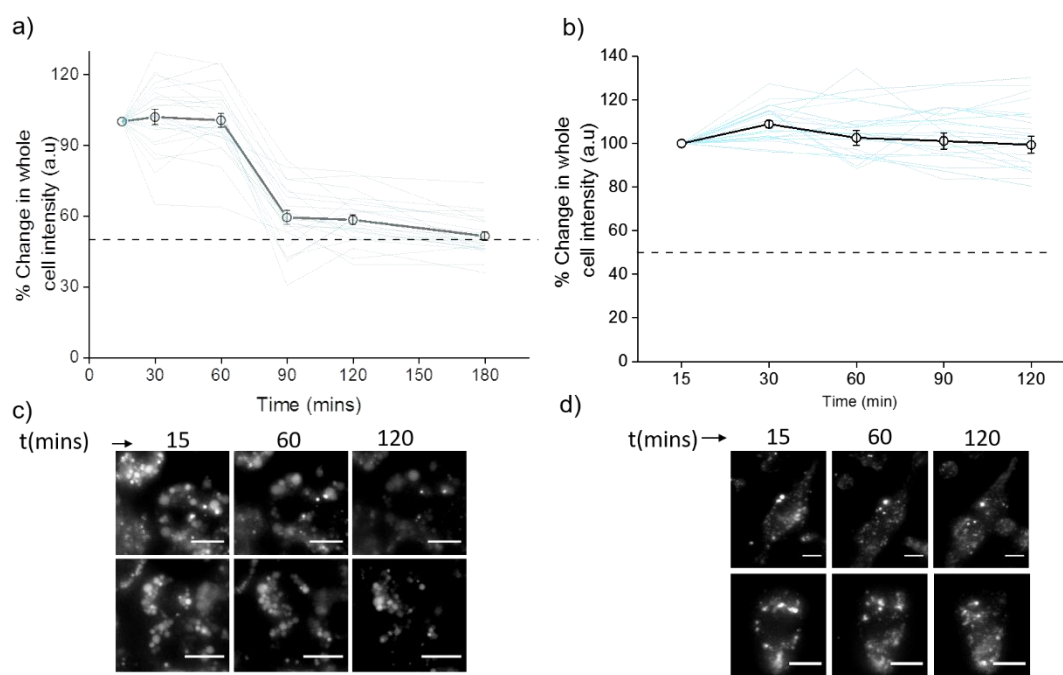 a)
% Change in whole
cell intensity (a.u)
120
90
60
30
0
0 30 60 90 120 150 180
Time (mins)
b)
% Change in whole
cell intensity (a.u)
140
120
100
80
60
40
20
0
15 30 60 90 120
Time (min)
c)
t(mins) → 15 60 120
d)
t(mins) → 15 60 120